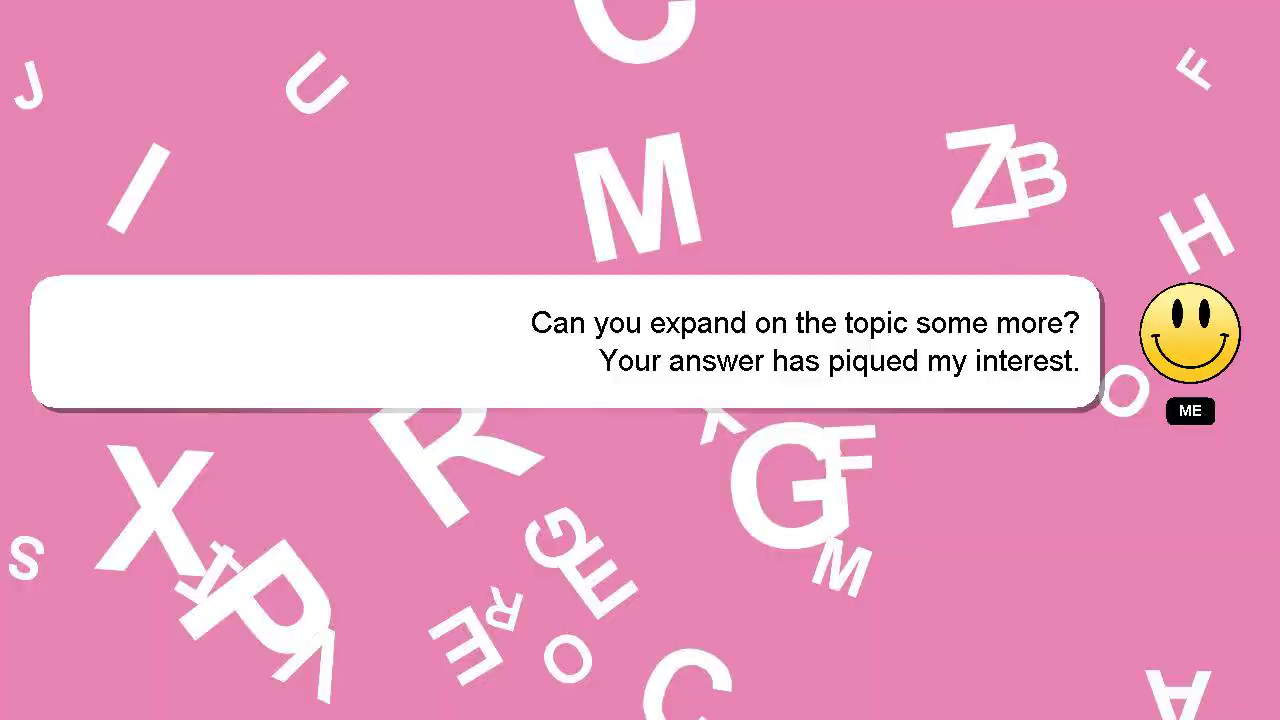 C
J
U
F
I
M
Z
B
H
Can you expand on the topic some more?
Your answer has piqued my interest.
O
ME
R
X
G
F
X
S
G
E
M
I
P
R
E
O
V
C
A